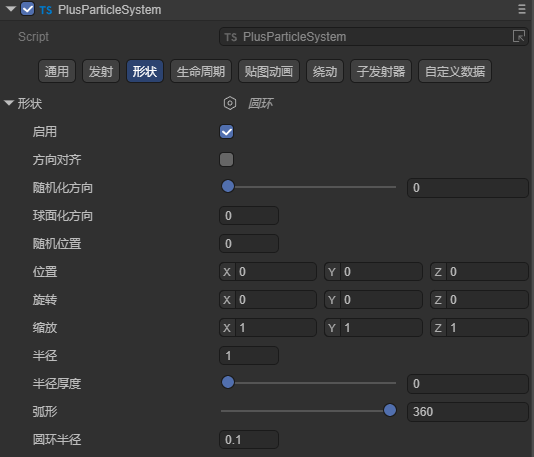 TS PlusParticleSystem
Script TS PlusParticleSystem
通用 发射 形状 生命周期 贴图动画 绕动 子发射器 自定义数据
形状 圆环
启用
方向对齐
随机化方向 0
球面化方向 0
随机位置 0
位置 X 0 Y 0 Z 0
旋转 X 0 Y 0 Z 0
缩放 X 1 Y 1 Z 1
半径 1
半径厚度 0
弧形 360
圆环半径 0.1